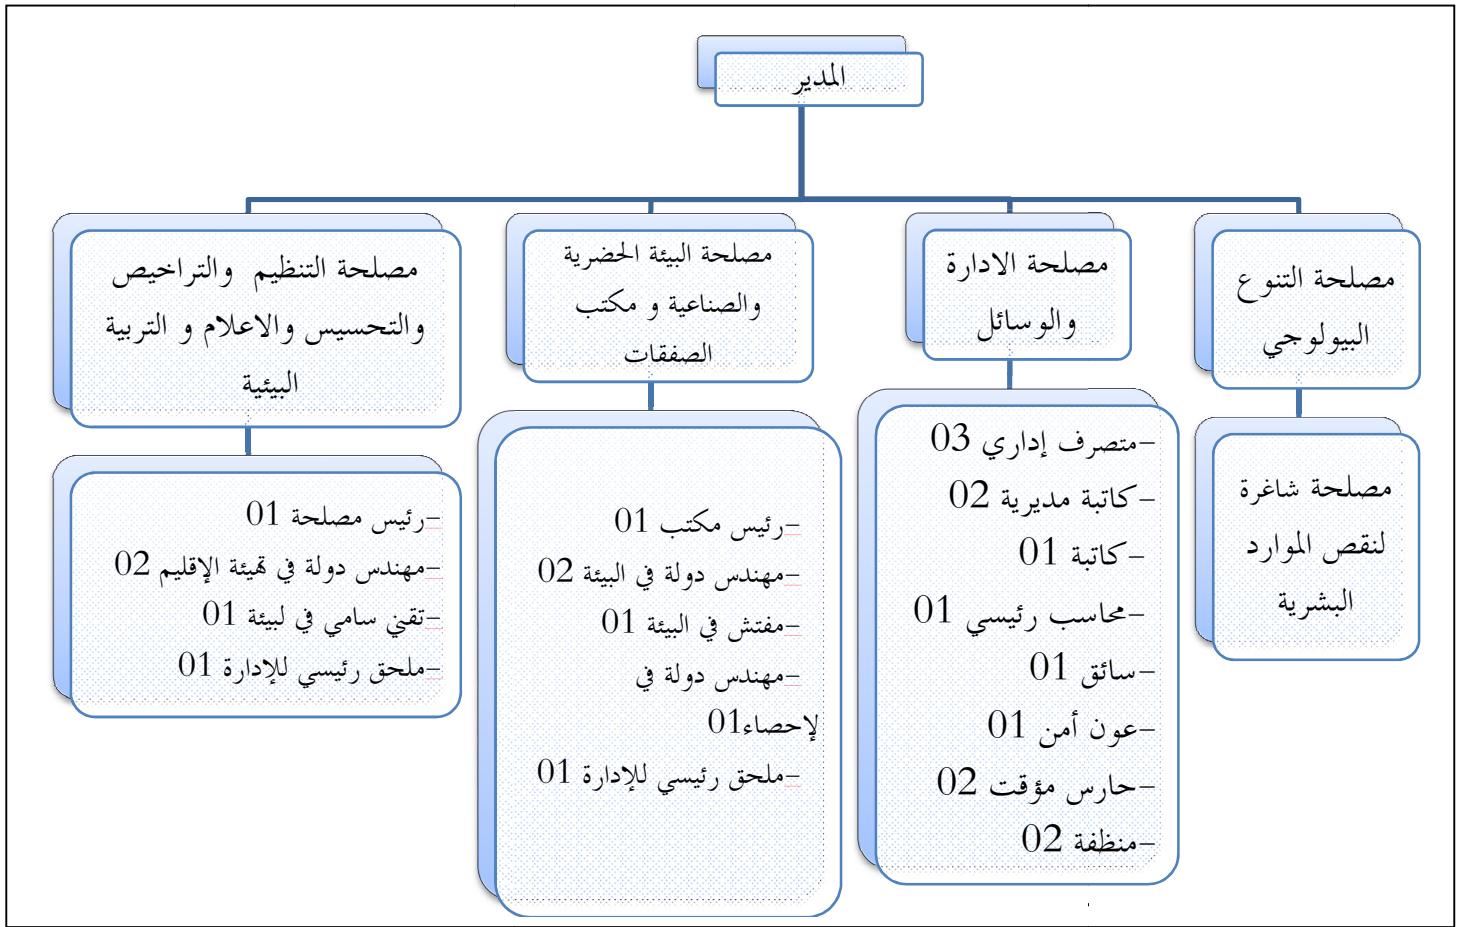 المدير
مصلحة التنوع
البيولوجي
مصلحة شاغرة
لنقص الموارد
البشرية
مصلحة الادارة
والوسائل
-متصرف إداري 03
-كاتبة مديرية 02
-كاتبة 01
-محاسب رئيسي 01
-سائق 01
-عون أمن 01
-حارس مؤقت 02
-منظفة 02
مصلحة البيئة الحضرية
والصناعية و مكتب
الصفقات
-رئيس مكتب 01
-مهندس دولة في البيئة 02
-مفتش في البيئة 01
-مهندس دولة في
لإحصاء01
-ملحق رئيسي للإدارة 01
مصلحة التنظيم والتراخيص
والتحسيس والاعلام و التربية
البيئية
-رئيس مصلحة 01
-مهندس دولة في تهيئة الإقليم 02
-تقني سامي في لبيئة 01
-ملحق رئيسي للإدارة 01